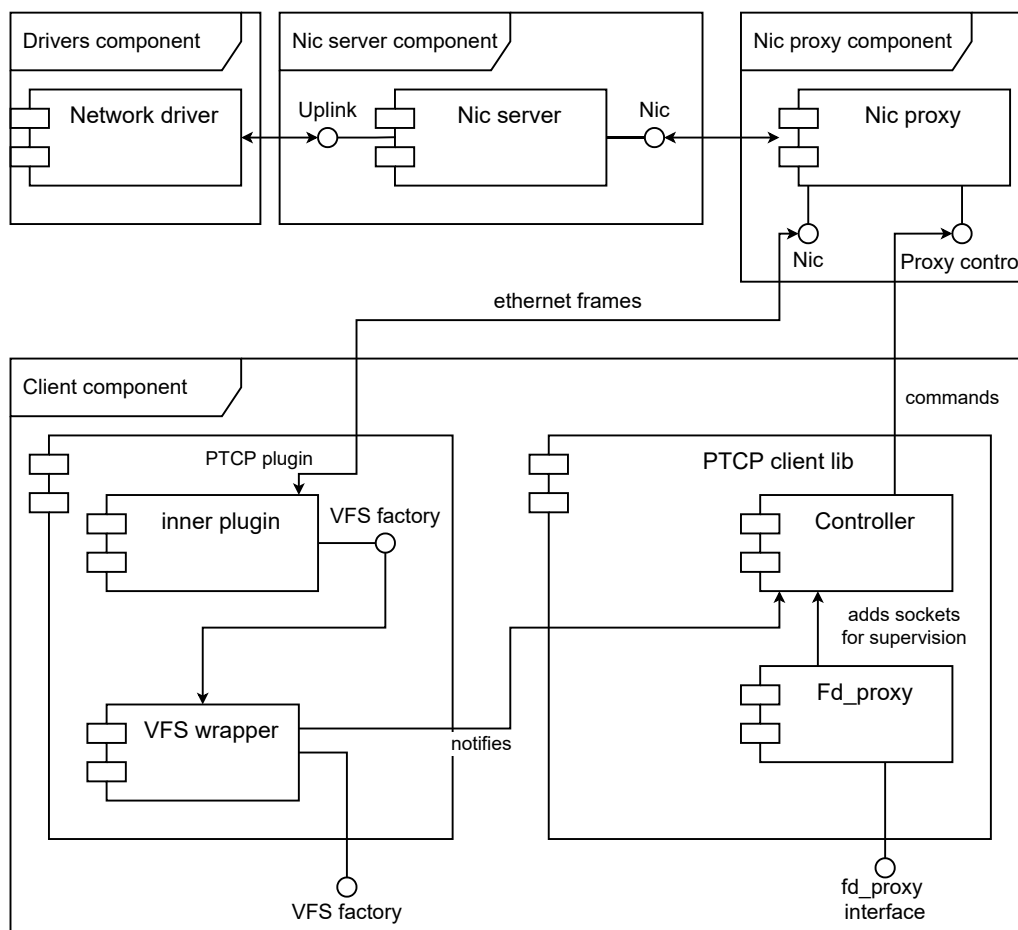 Drivers component
Nic server component
Nic proxy component
Network driver
Uplink
Nic server
Nic
Nic proxy
Nic
Proxy contro
ethernet frames
Client component
commands
PTCP plugin
PTCP client lib
inner plugin
VFS factory
Controller
adds sockets
for supervision
VFS wrapper
notifies
Fd_proxy
VFS factory
fd_proxy
interface